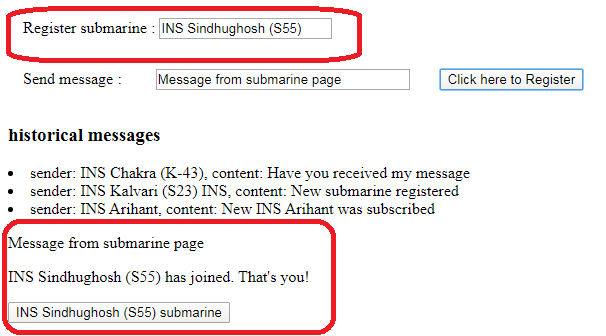 Register submarine : INS Sindhughosh (S55)
Send message : Message from submarine page Click here to Register
historical messages
• sender: INS Chakra (K-43), content: Have you received my message
• sender: INS Kalvari (S23) INS, content: New submarine registered
• sender: INS Arihant, content: New INS Arihant was subscribed
Message from submarine page
INS Sindhughosh (S55) has joined. That's you!
INS Sindhughosh (S55) submarine